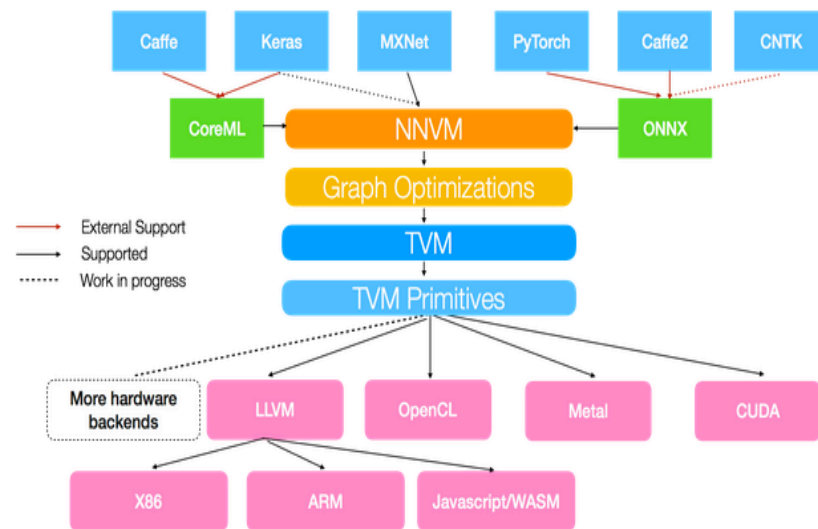 Caffe
Keras
MXNet
PyTorch
Caffe2
CNTK
CoreML
NNVM
ONNX
Graph Optimizations
External Support
Supported
Work in progress
TVM
TVM Primitives
More hardware
backends
LLVM
OpenCL
Metal
CUDA
X86
ARM
Javascript/WASM